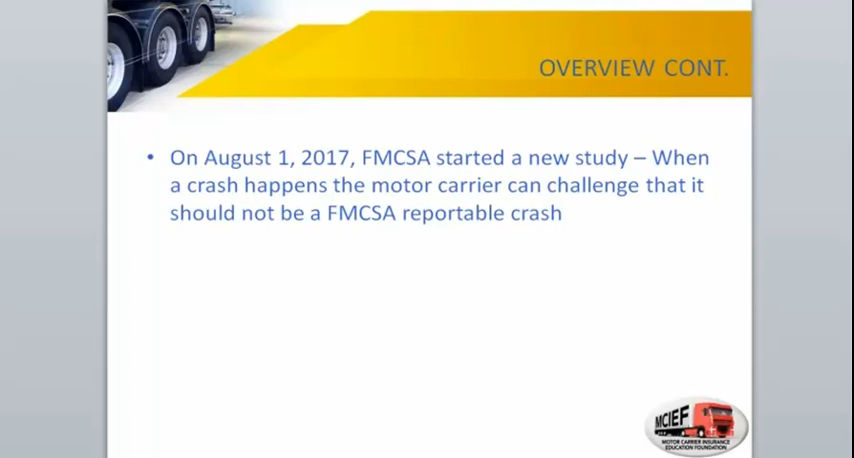 OVERVIEW CONT.
• On August 1, 2017, FMCSA started a new study – When
a crash happens the motor carrier can challenge that it
should not be a FMCSA reportable crash
MCIEF
MOTOR CARRIER INSURANCE
EDUCATION FOUNDATION